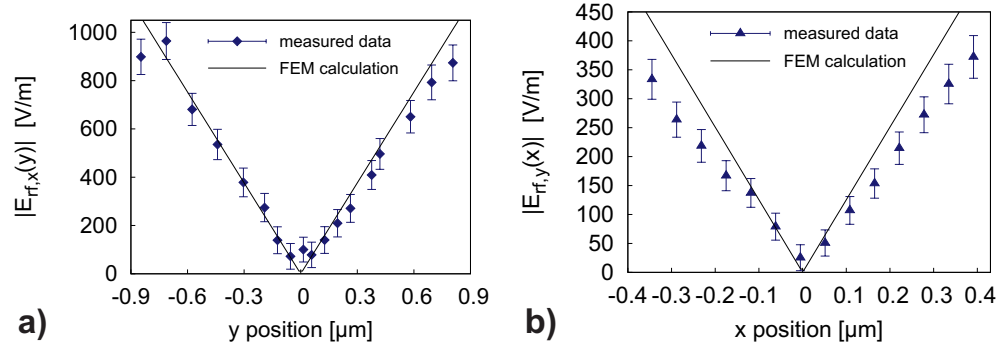 1000
800
600
400
200
0
|E_rf,x(y)| [V/m]
measured data
FEM calculation
-0.9 -0.6 -0.3 0 0.3 0.6 0.9
y position [µm]
a)
450
400
350
300
250
200
150
100
50
0
|E_rf,y(x)| [V/m]
measured data
FEM calculation
-0.4 -0.3 -0.2 -0.1 0 0.1 0.2 0.3 0.4
x position [µm]
b)